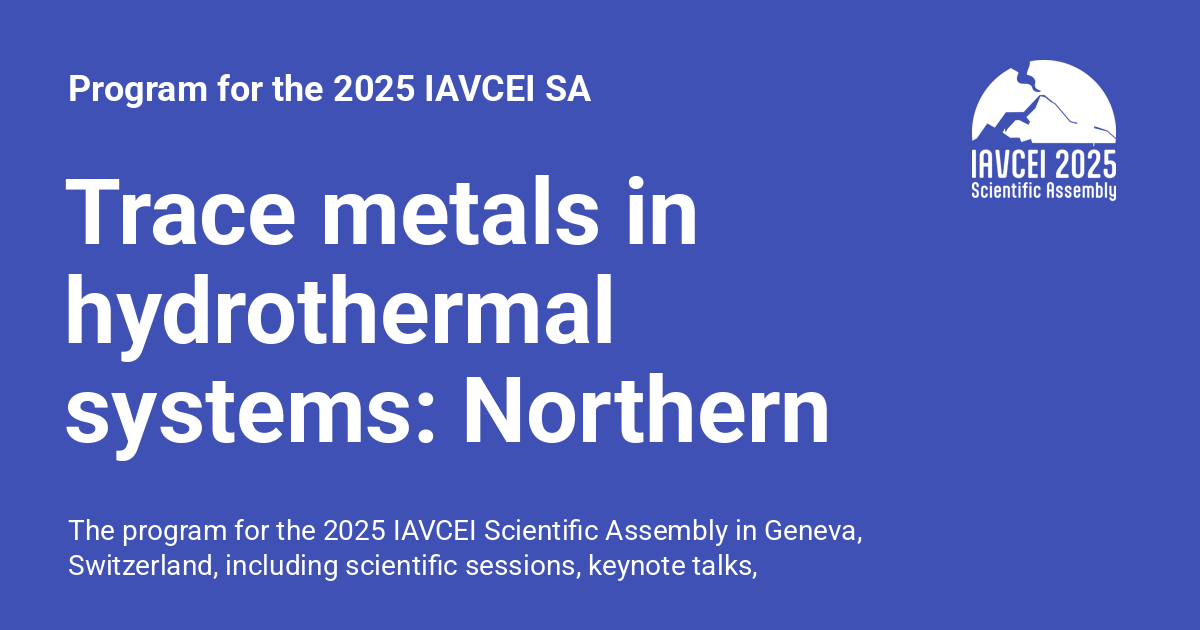 Program for the 2025 IAVCEI SA
IAVCEI 2025
Scientific Assembly
Trace metals in
hydrothermal
systems: Northern
The program for the 2025 IAVCEI Scientific Assembly in Geneva,
Switzerland, including scientific sessions, keynote talks,